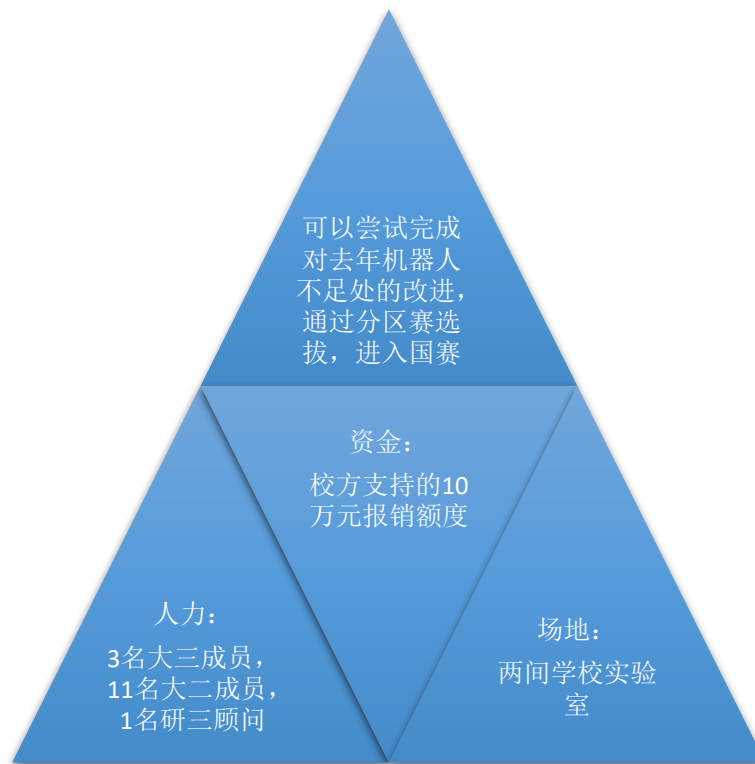 可以尝试完成
对去年机器人
不足处的改进，
通过分区赛选
拔，进入国赛
资金：
校方支持的10
万元报销额度
人力：
3名大三成员，
11名大二成员，
1名研三顾问
场地：
两间学校实验
室